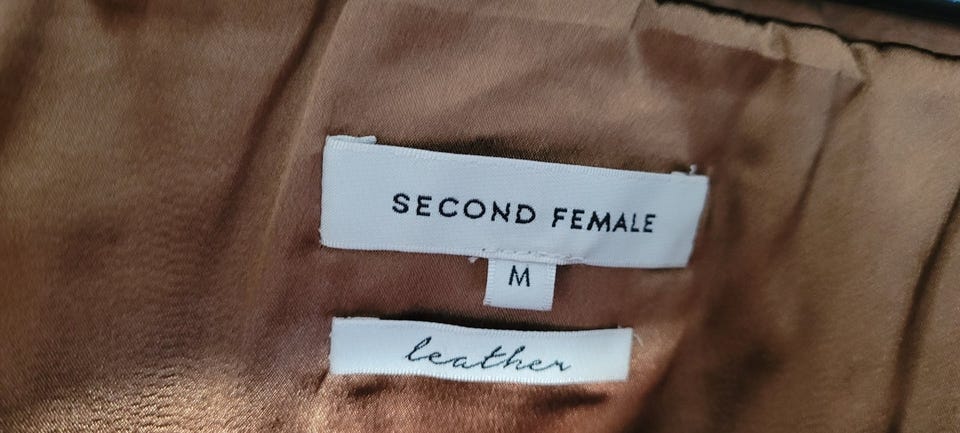 SECOND FEMALE
M
leather